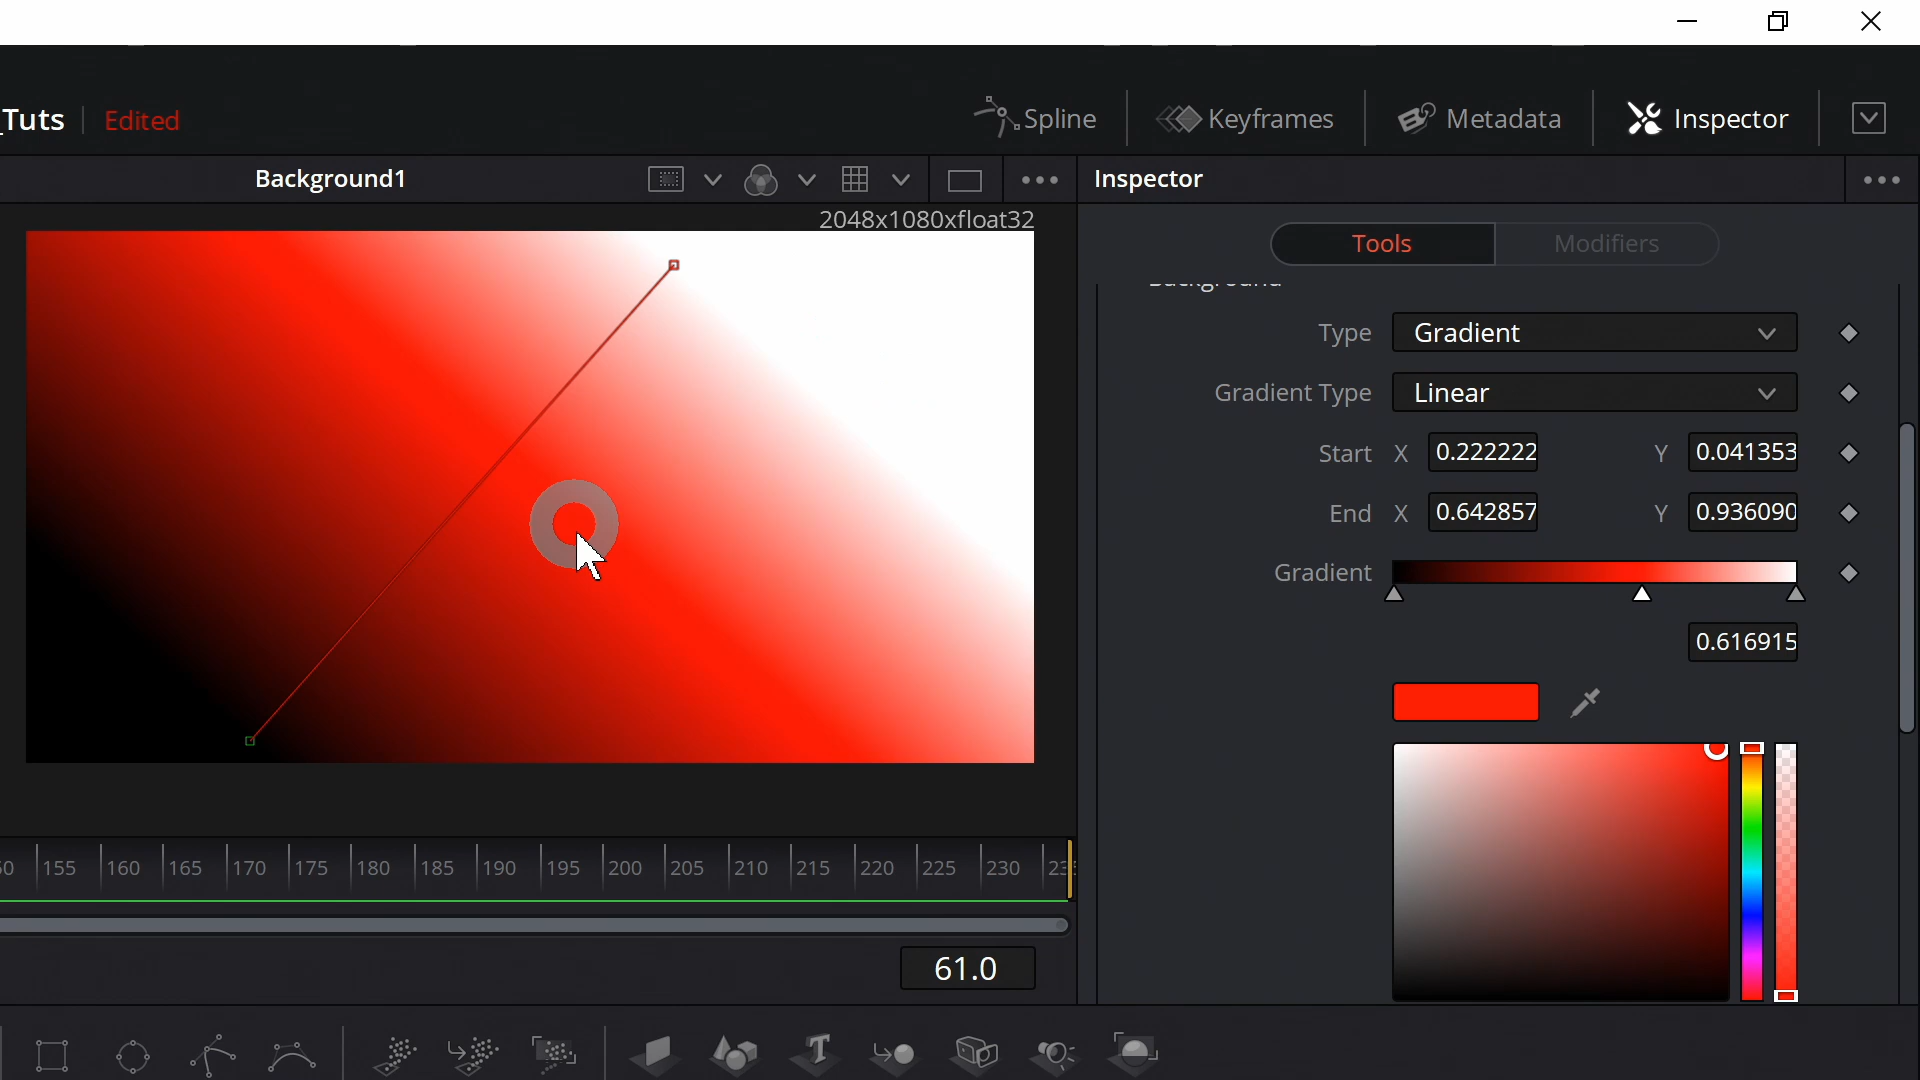 _Tuts Edited Spline Keyframes Metadata Inspector
Background1 Inspector
2048x1080xfloat32
Tools Modifiers
Background
Type Gradient
Gradient Type Linear
Start X 0.222222 Y 0.041353
End X 0.642857 Y 0.936090
Gradient
0.616915
155 160 165 170 175 180 185 190 195 200 205 210 215 220 225 230
61.0